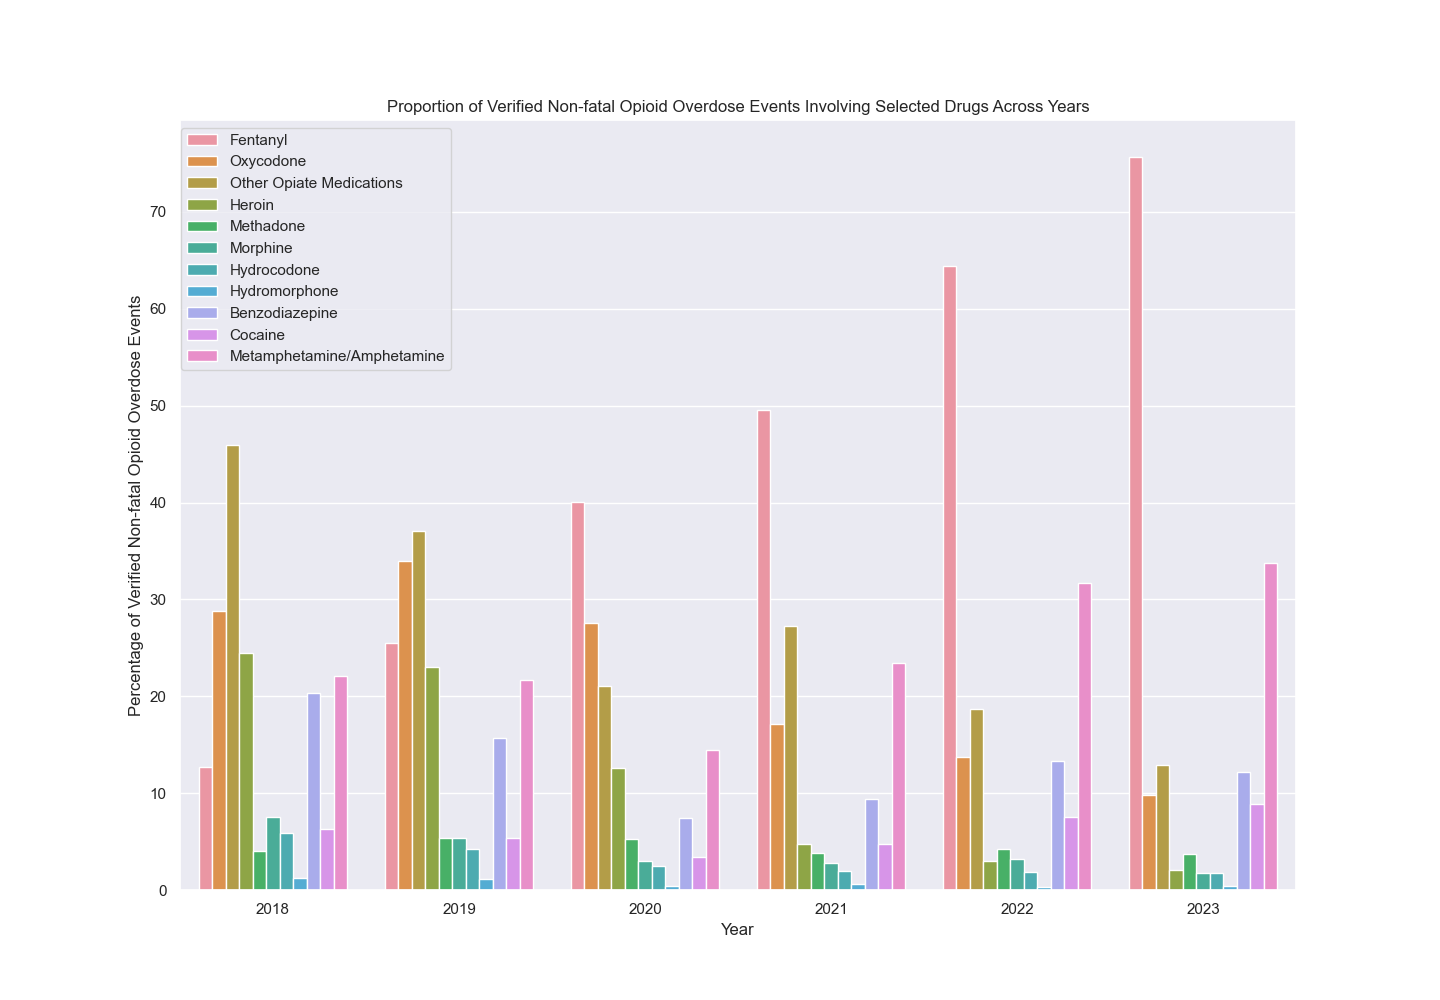 Proportion of Verified Non-fatal Opioid Overdose Events Involving Selected Drugs Across Years
Fentanyl
Oxycodone
Other Opiate Medications
Heroin
Methadone
Morphine
Hydrocodone
Hydromorphone
Benzodiazepine
Cocaine
Metamphetamine/Amphetamine
Percentage of Verified Non-fatal Opioid Overdose Events
70
60
50
40
30
20
10
0
2018 2019 2020 2021 2022 2023
Year